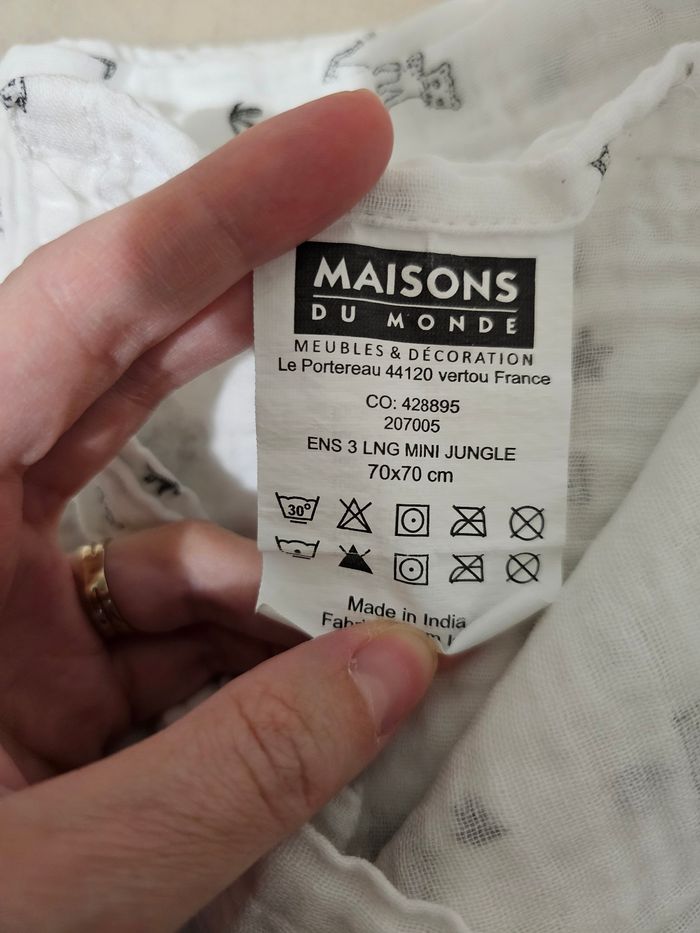 MAISONS
DU MONDE
MEUBLES & DÉCORATION
Le Portereau 44120 vertou France
CO: 428895
207005
ENS 3 LNG MINI JUNGLE
70x70 cm
30°
Made in India